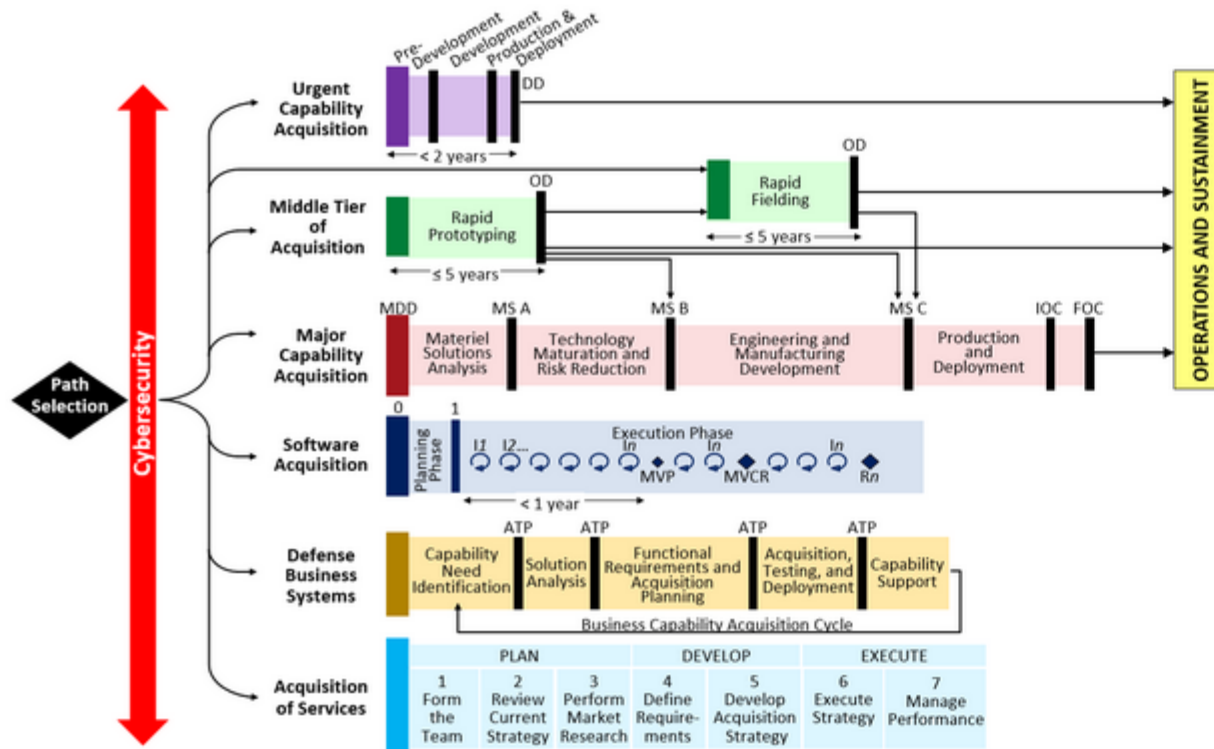 Pre-
Development
Development
Production &
Deployment
Urgent
Capability
Acquisition
DD
< 2 years
OD
Rapid
Fielding
≤ 5 years
Middle Tier
of
Acquisition
OD
Rapid
Prototyping
≤ 5 years
Major
Capability
Acquisition
MDD
MS A
MS B
MS C
IOC
FOC
Materiel
Solutions
Analysis
Technology
Maturation and
Risk Reduction
Engineering and
Manufacturing
Development
Production
and
Deployment
OPERATIONS AND SUSTAINMENT
Path
Selection
Cybersecurity
Software
Acquisition
0
1
Planning
Phase
Execution Phase
I1
I2...
In
In
In
MVP
MVCR
Rn
< 1 year
Defense
Business
Systems
ATP
ATP
ATP
ATP
Capability
Need
Identification
Solution
Analysis
Functional
Requirements and
Acquisition
Planning
Acquisition,
Testing, and
Deployment
Capability
Support
Business Capability Acquisition Cycle
Acquisition
of Services
PLAN
DEVELOP
EXECUTE
1
Form
the
Team
2
Review
Current
Strategy
3
Perform
Market
Research
4
Define
Require-
ments
5
Develop
Acquisition
Strategy
6
Execute
Strategy
7
Manage
Performance